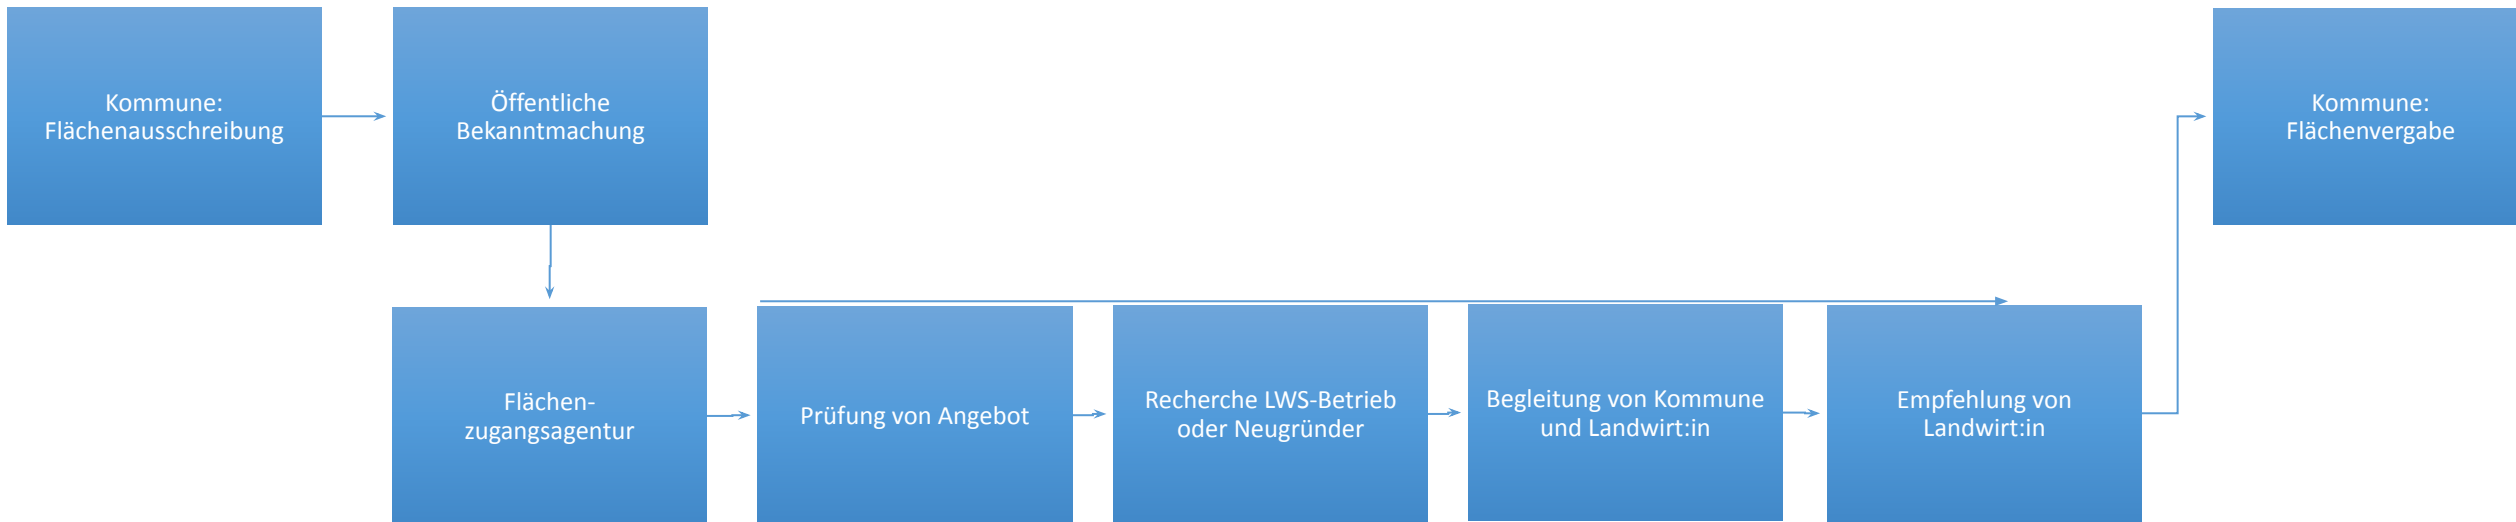 Kommune:
Flächenausschreibung
Öffentliche
Bekanntmachung
Kommune:
Flächenvergabe
Flächen-
zugangsagentur
Prüfung von Angebot
Recherche LWS-Betrieb
oder Neugründer
Begleitung von Kommune
und Landwirt:in
Empfehlung von
Landwirt:in